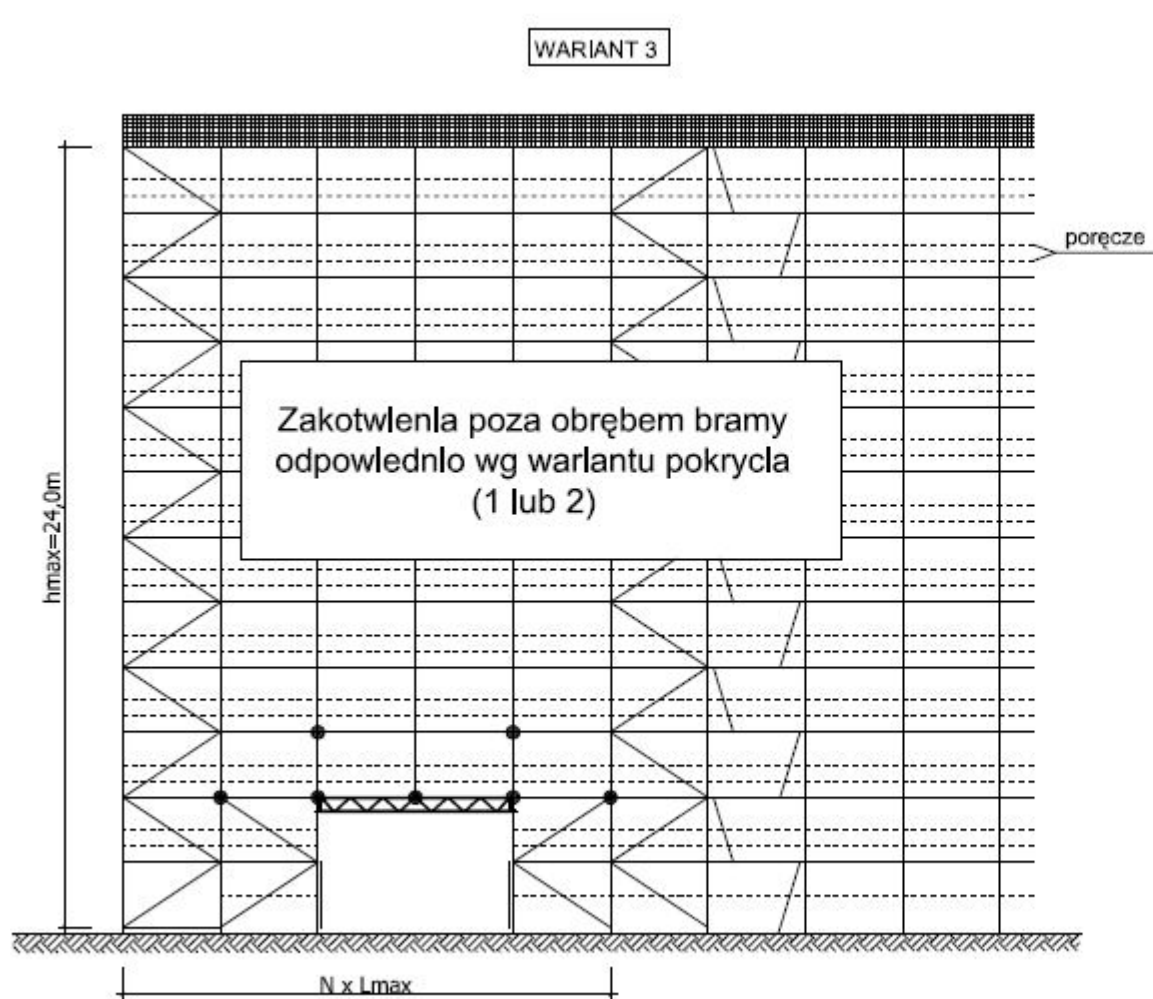 WARIANT 3
poręcze
Zakotwlenla poza obrębem bramy
odpowlednlo wg warlantu pokrycla
(1 lub 2)
hmax=24,0m
N x Lmax